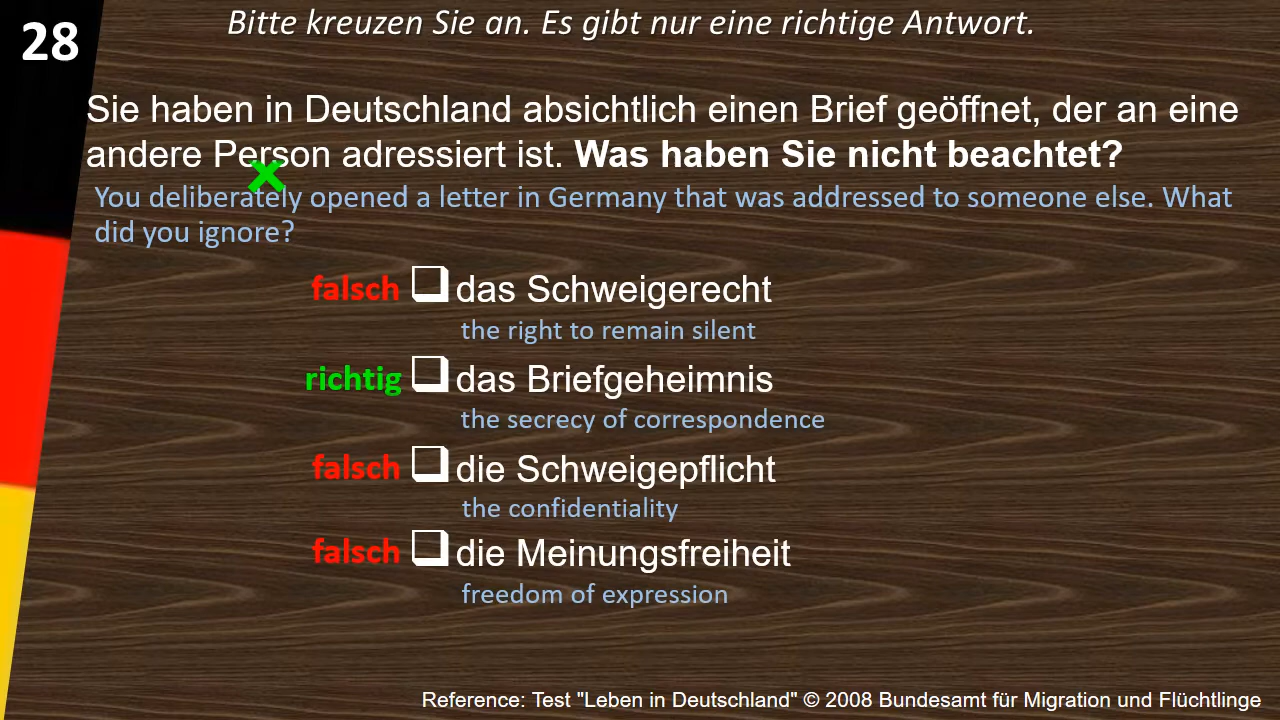 28
Bitte kreuzen Sie an. Es gibt nur eine richtige Antwort.
Sie haben in Deutschland absichtlich einen Brief geöffnet, der an eine
andere Person adressiert ist. Was haben Sie nicht beachtet?
You deliberately opened a letter in Germany that was addressed to someone else. What
did you ignore?
falsch ❑ das Schweigerecht
the right to remain silent
richtig ❑ das Briefgeheimnis
the secrecy of correspondence
falsch ❑ die Schweigepflicht
the confidentiality
falsch ❑ die Meinungsfreiheit
freedom of expression
Reference: Test "Leben in Deutschland" © 2008 Bundesamt für Migration und Flüchtlinge